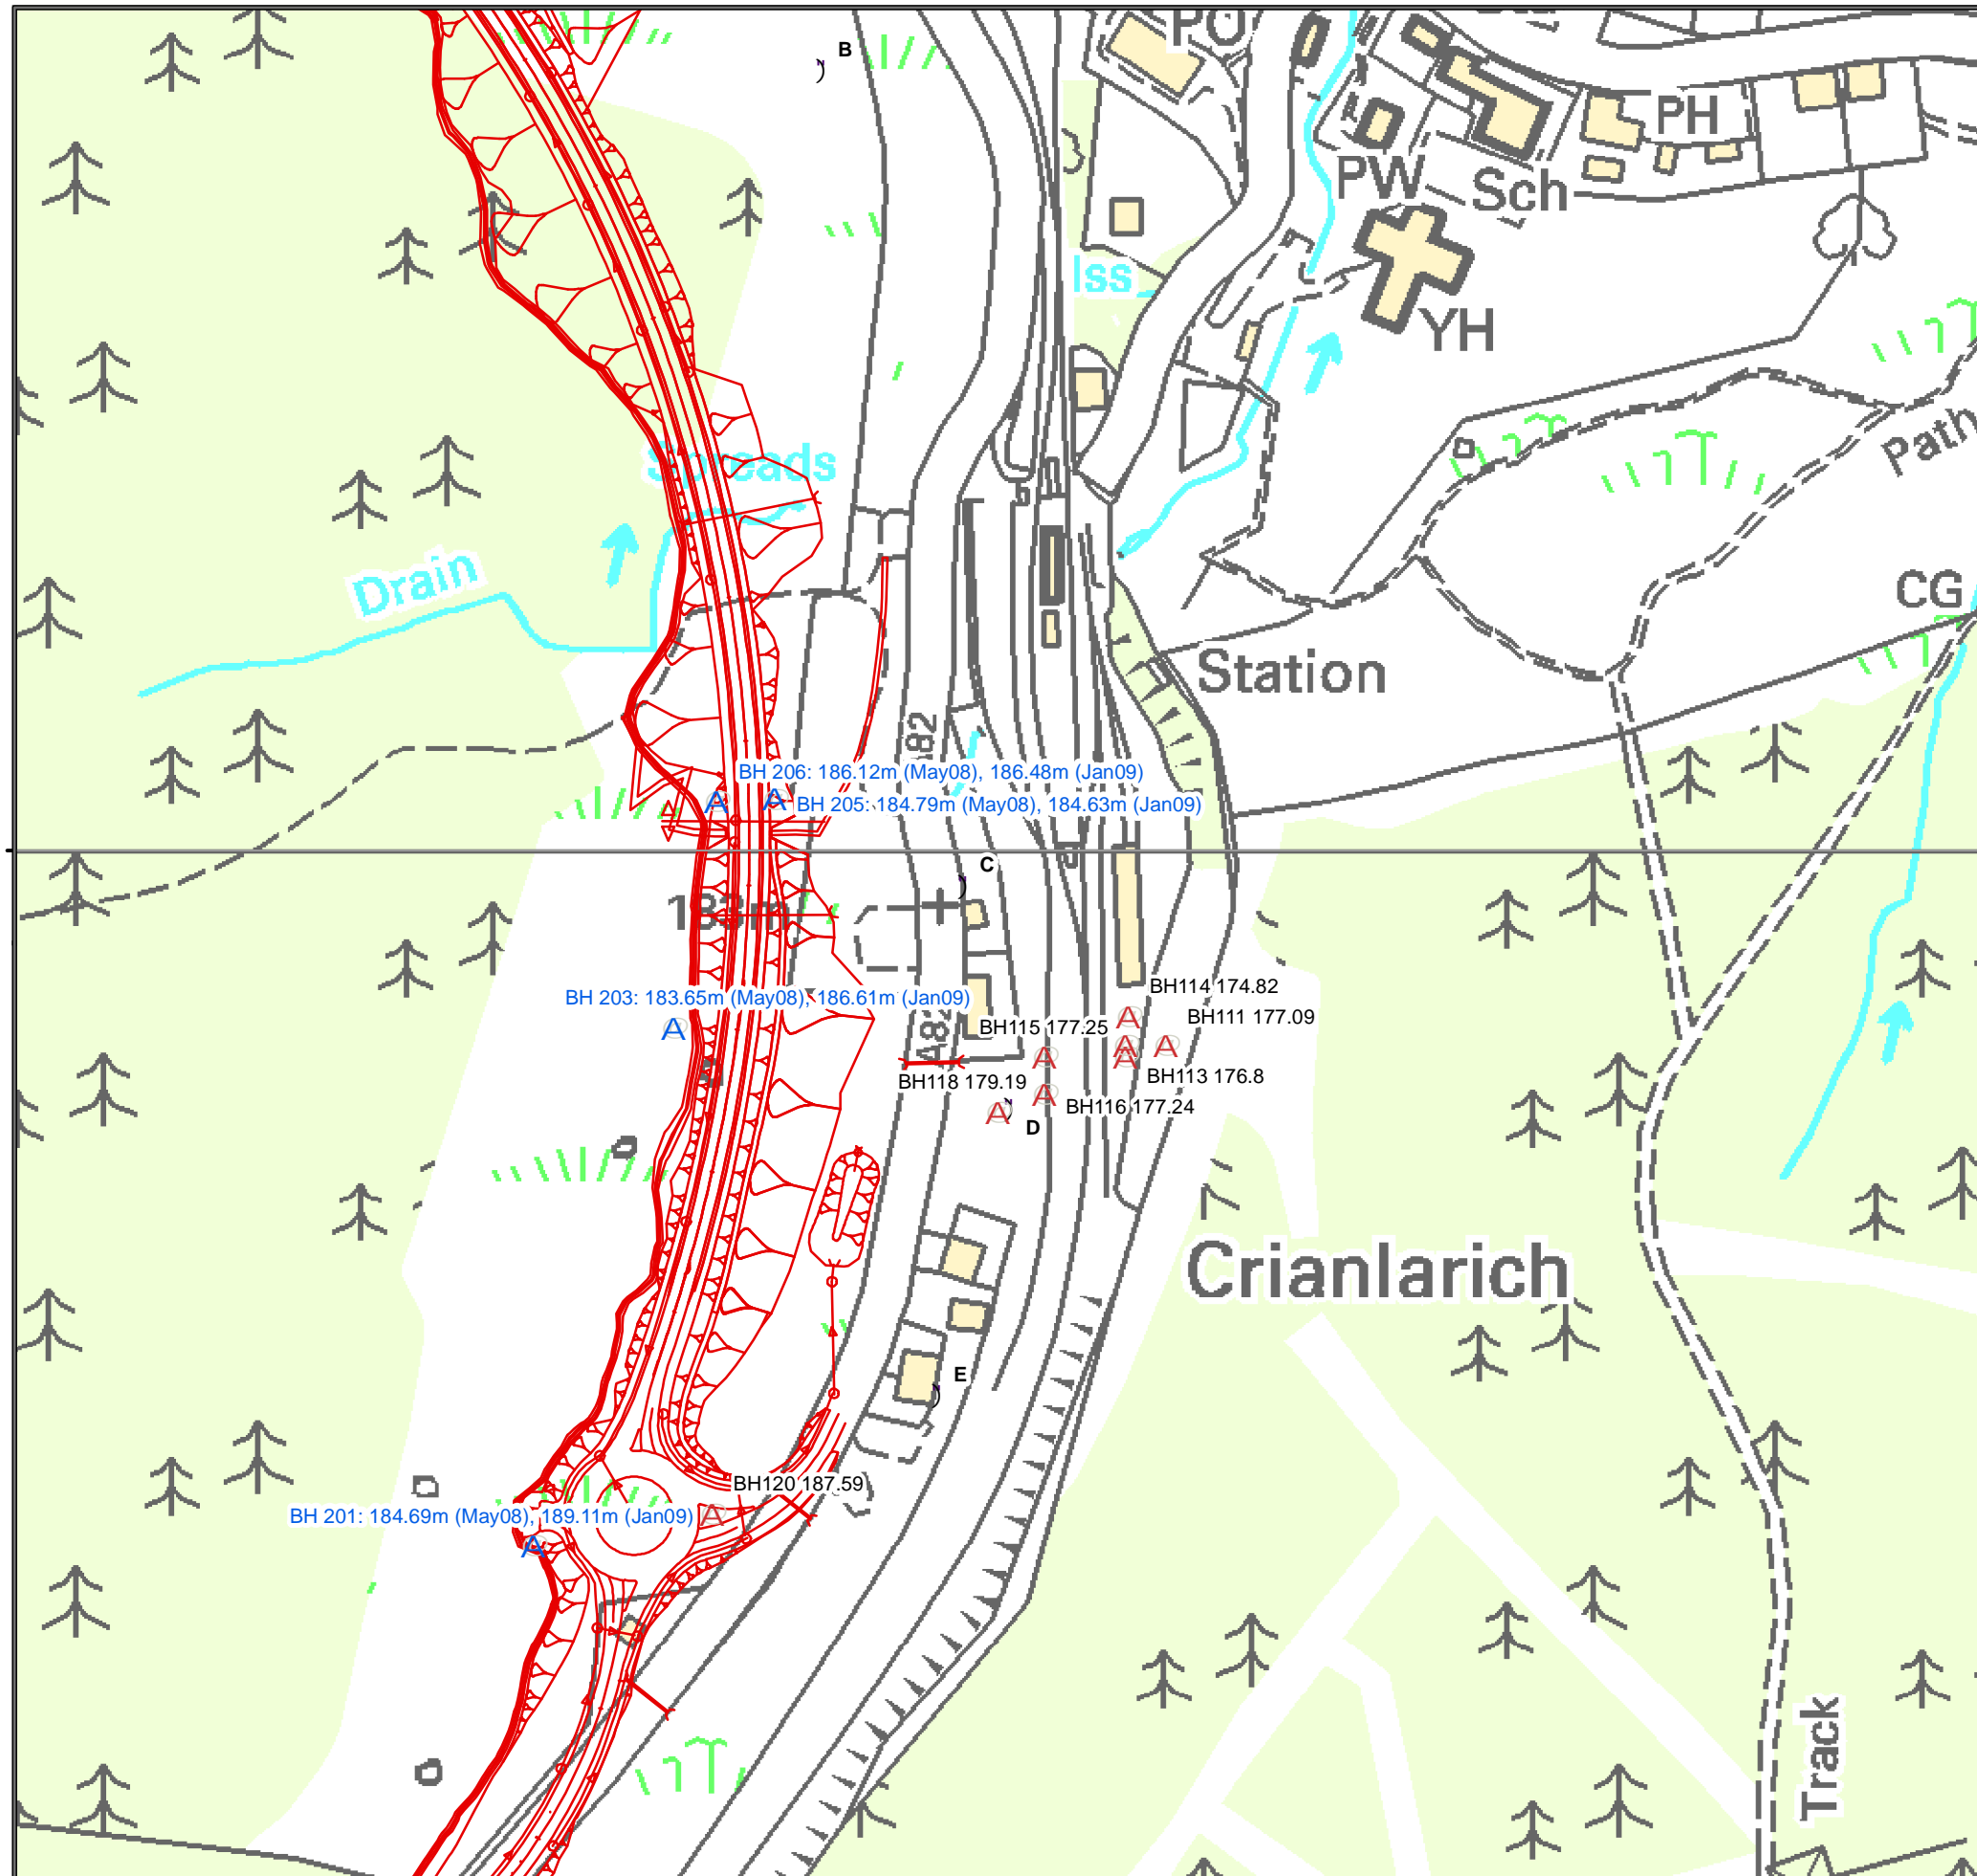 B
PO
PH
PW
Sch
Iss
YH
Spreads
Path
Drain
CG
Station
A82
BH 206: 186.12m (May08), 186.48m (Jan09)
BH 205: 184.79m (May08), 184.63m (Jan09)
C
183m
BH114 174.82
BH 203: 183.65m (May08), 186.61m (Jan09)
BH111 177.09
BH115 177.25
A82
BH113 176.8
BH118 179.19
BH116 177.24
D
Crianlarich
E
BH120 187.59
BH 201: 184.69m (May08), 189.11m (Jan09)
Track